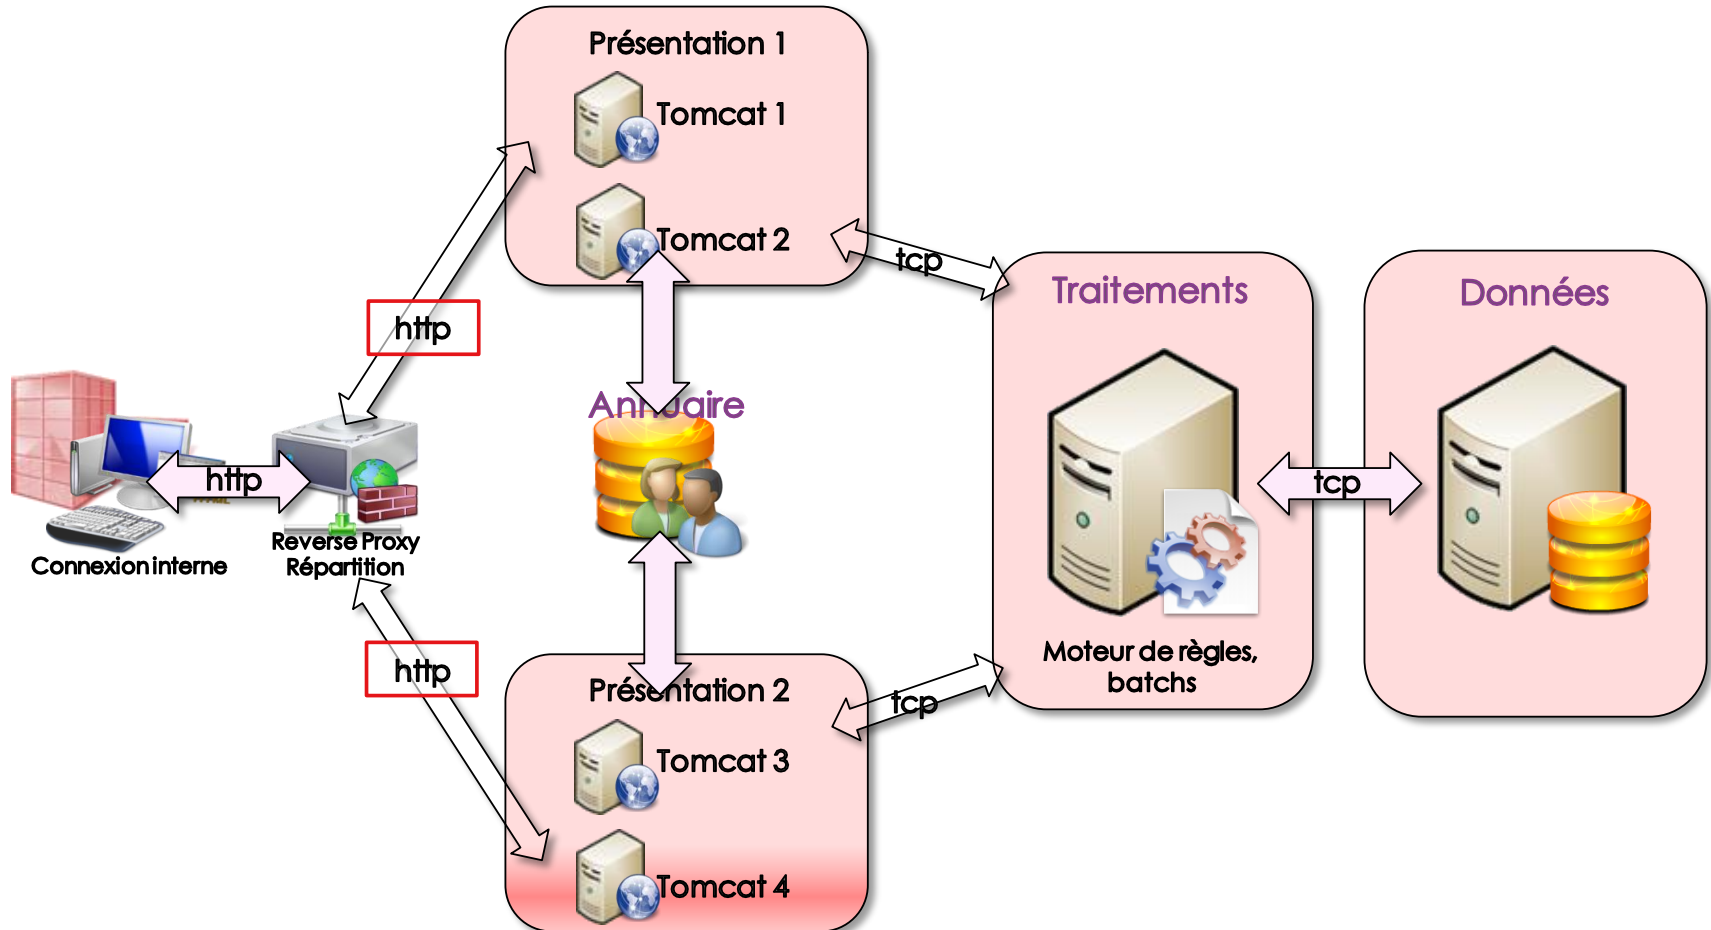 Présentation 1
Tomcat 1
Tomcat 2
tcp
http
Traitements
Données
Annuaire
http
tcp
Connexion interne
Reverse Proxy
Répartition
http
Moteur de règles,
batchs
Présentation 2
tcp
Tomcat 3
Tomcat 4